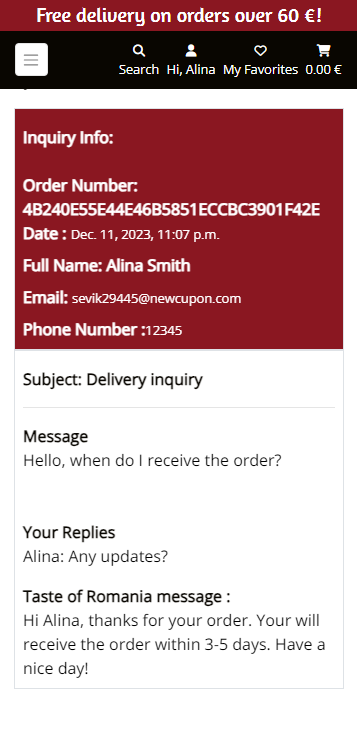 Free delivery on orders over 60 €!
Search Hi, Alina My Favorites 0.00 €
Inquiry Info:
Order Number:
4B240E55E44E46B5851ECCBC3901F42E
Date : Dec. 11, 2023, 11:07 p.m.
Full Name: Alina Smith
Email: sevik29445@newcupon.com
Phone Number :12345
Subject: Delivery inquiry
Message
Hello, when do I receive the order?
Your Replies
Alina: Any updates?
Taste of Romania message :
Hi Alina, thanks for your order. Your will
receive the order within 3-5 days. Have a
nice day!